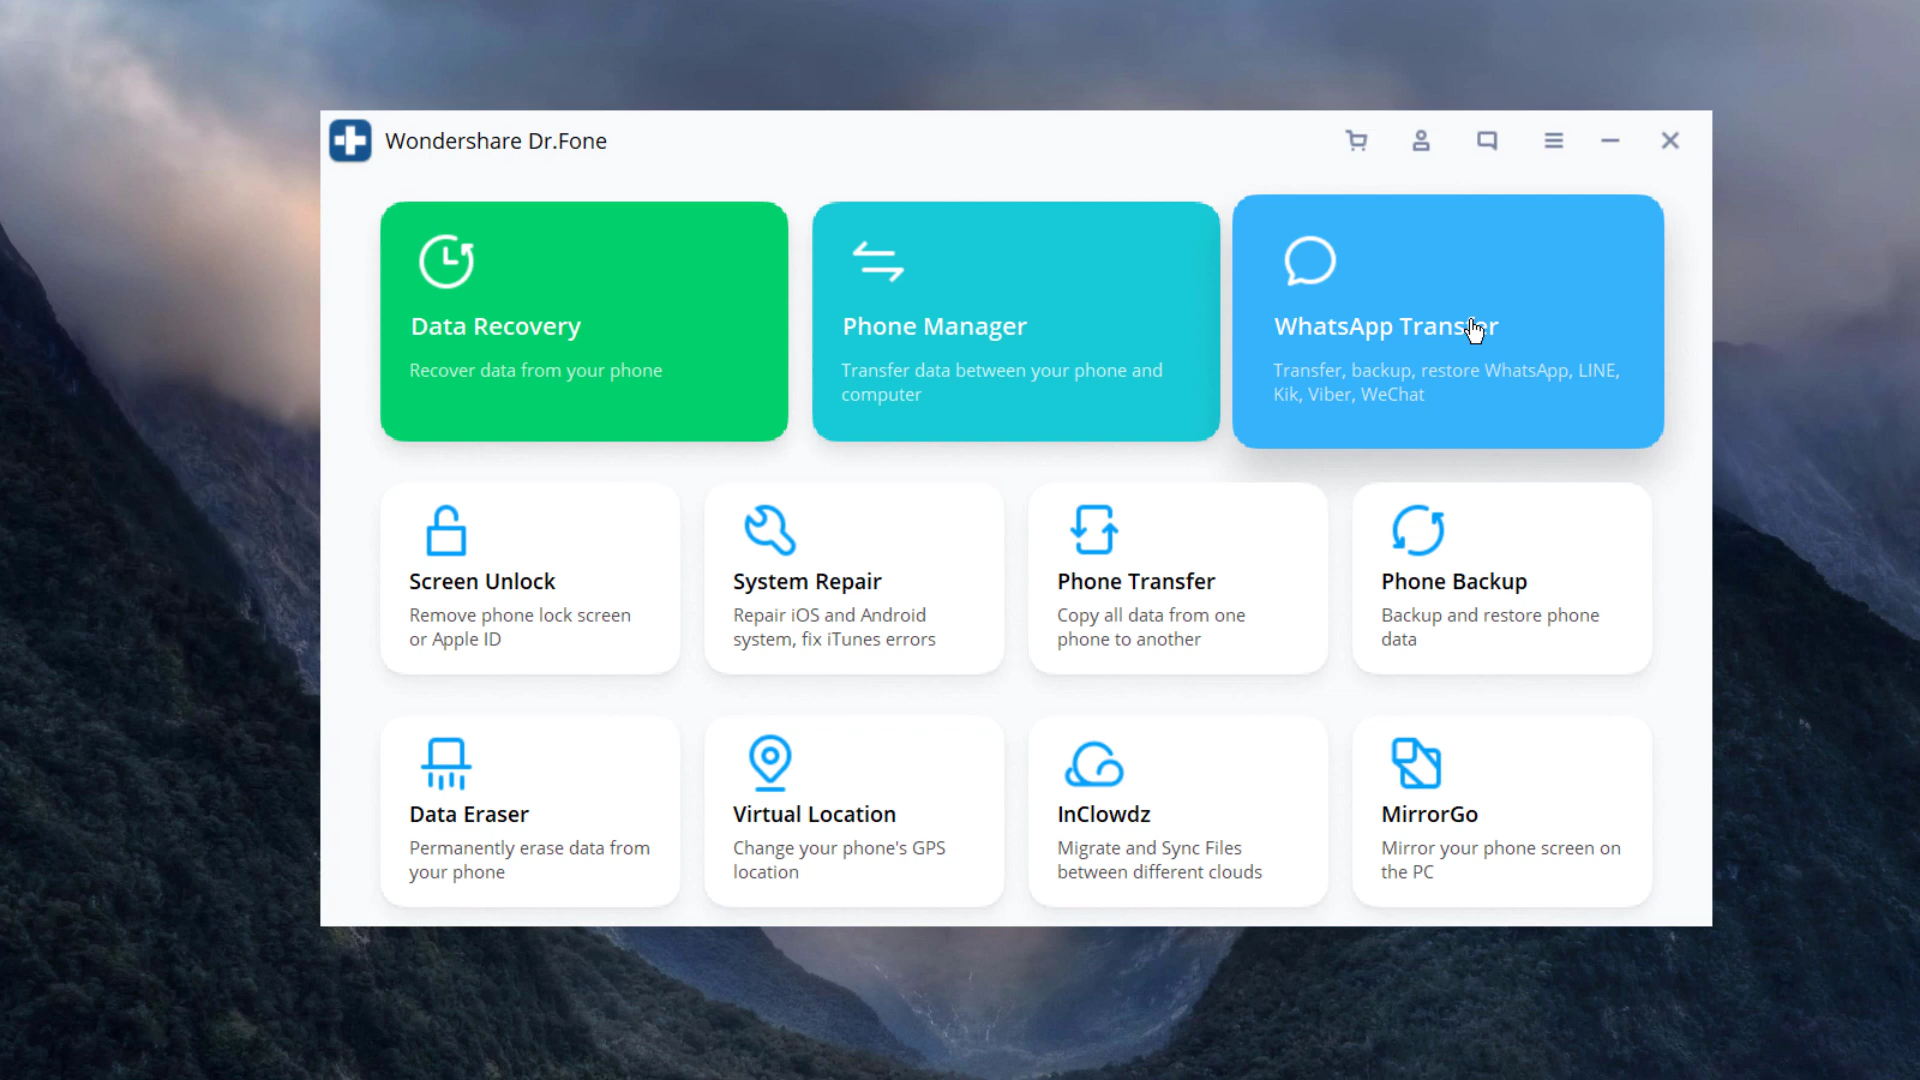 Wondershare Dr.Fone
Data Recovery
Recover data from your phone
Phone Manager
Transfer data between your phone and
computer
WhatsApp Transfer
Transfer, backup, restore WhatsApp, LINE,
Kik, Viber, WeChat
Screen Unlock
Remove phone lock screen
or Apple ID
System Repair
Repair iOS and Android
system, fix iTunes errors
Phone Transfer
Copy all data from one
phone to another
Phone Backup
Backup and restore phone
data
Data Eraser
Permanently erase data from
your phone
Virtual Location
Change your phone's GPS
location
InClowdz
Migrate and Sync Files
between different clouds
MirrorGo
Mirror your phone screen on
the PC